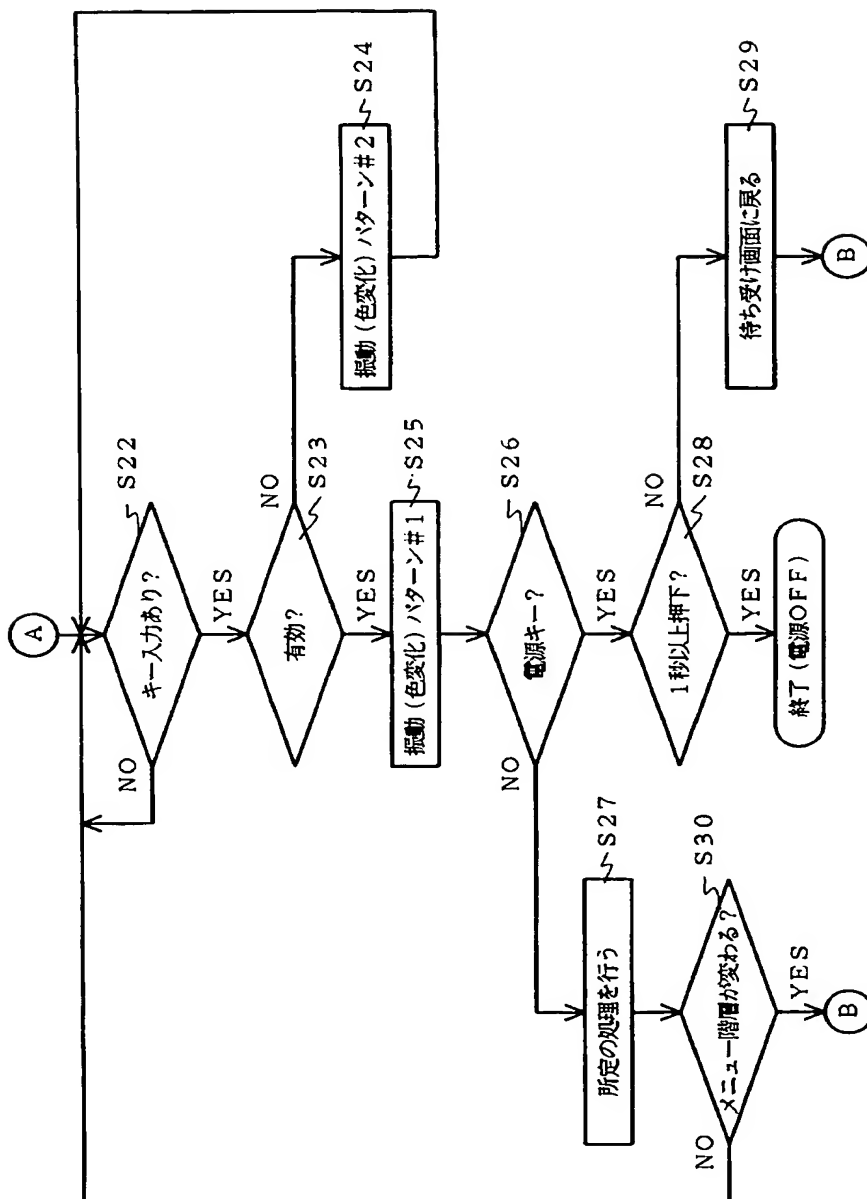 A
キー入力あり?
S22
NO
YES
有効?
S23
NO
YES
振動(色変化)パターン#2
S24
振動(色変化)パターン#1
S25
電源キー?
S26
NO
YES
所定の処理を行う
S27
1秒以上押下?
S28
NO
YES
待ち受け画面に戻る
S29
B
終了(電源OFF)
メニュー階層が変わる?
S30
NO
YES
B